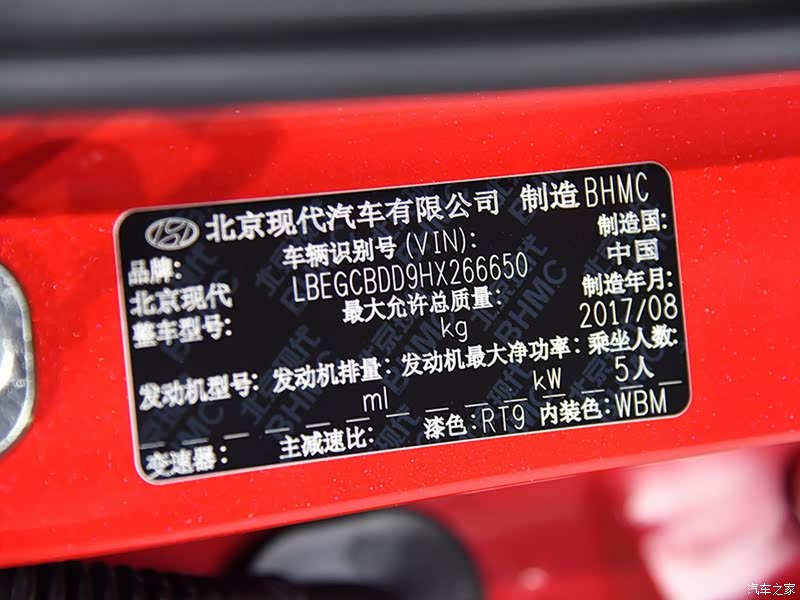 北京现代汽车有限公司 制造 BHMC
品牌: 车辆识别号(VIN): 制造国:
北京现代 LBEGCBDD9HX266650 中国
整车型号: 最大允许总质量: 制造年月:
kg 2017/08
发动机型号: 发动机排量: 发动机最大净功率: 乘坐人数:
ml kW 5人
变速器: 主减速比: 漆色:RT9 内装色:WBM
汽车之家